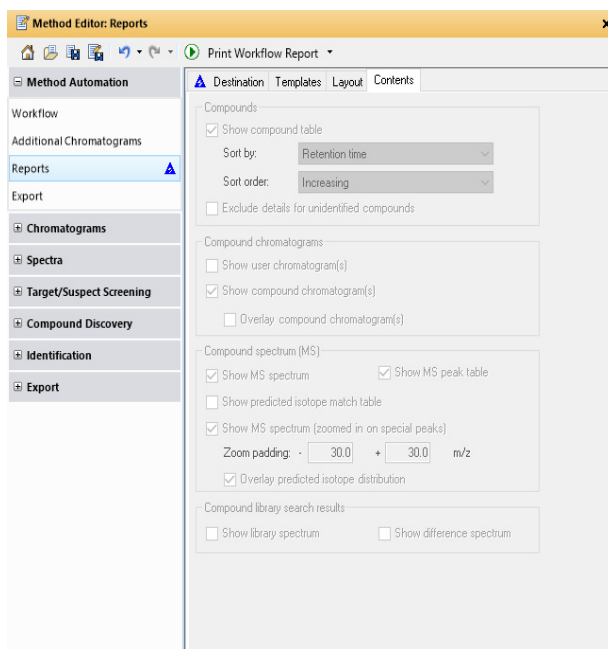 Method Editor: Reports
Print Workflow Report
Method Automation
Workflow
Additional Chromatograms
Reports
Export
Chromatograms
Spectra
Target/Suspect Screening
Compound Discovery
Identification
Export
Destination Templates Layout Contents
Compounds
Show compound table
Sort by: Retention time
Sort order: Increasing
Exclude details for unidentified compounds
Compound chromatograms
Show user chromatogram(s)
Show compound chromatogram(s)
Overlay compound chromatogram(s)
Compound spectrum (MS)
Show MS spectrum Show MS peak table
Show predicted isotope match table
Show MS spectrum (zoomed in on special peaks)
Zoom padding: - 30.0 + 30.0 m/z
Overlay predicted isotope distribution
Compound library search results
Show library spectrum Show difference spectrum